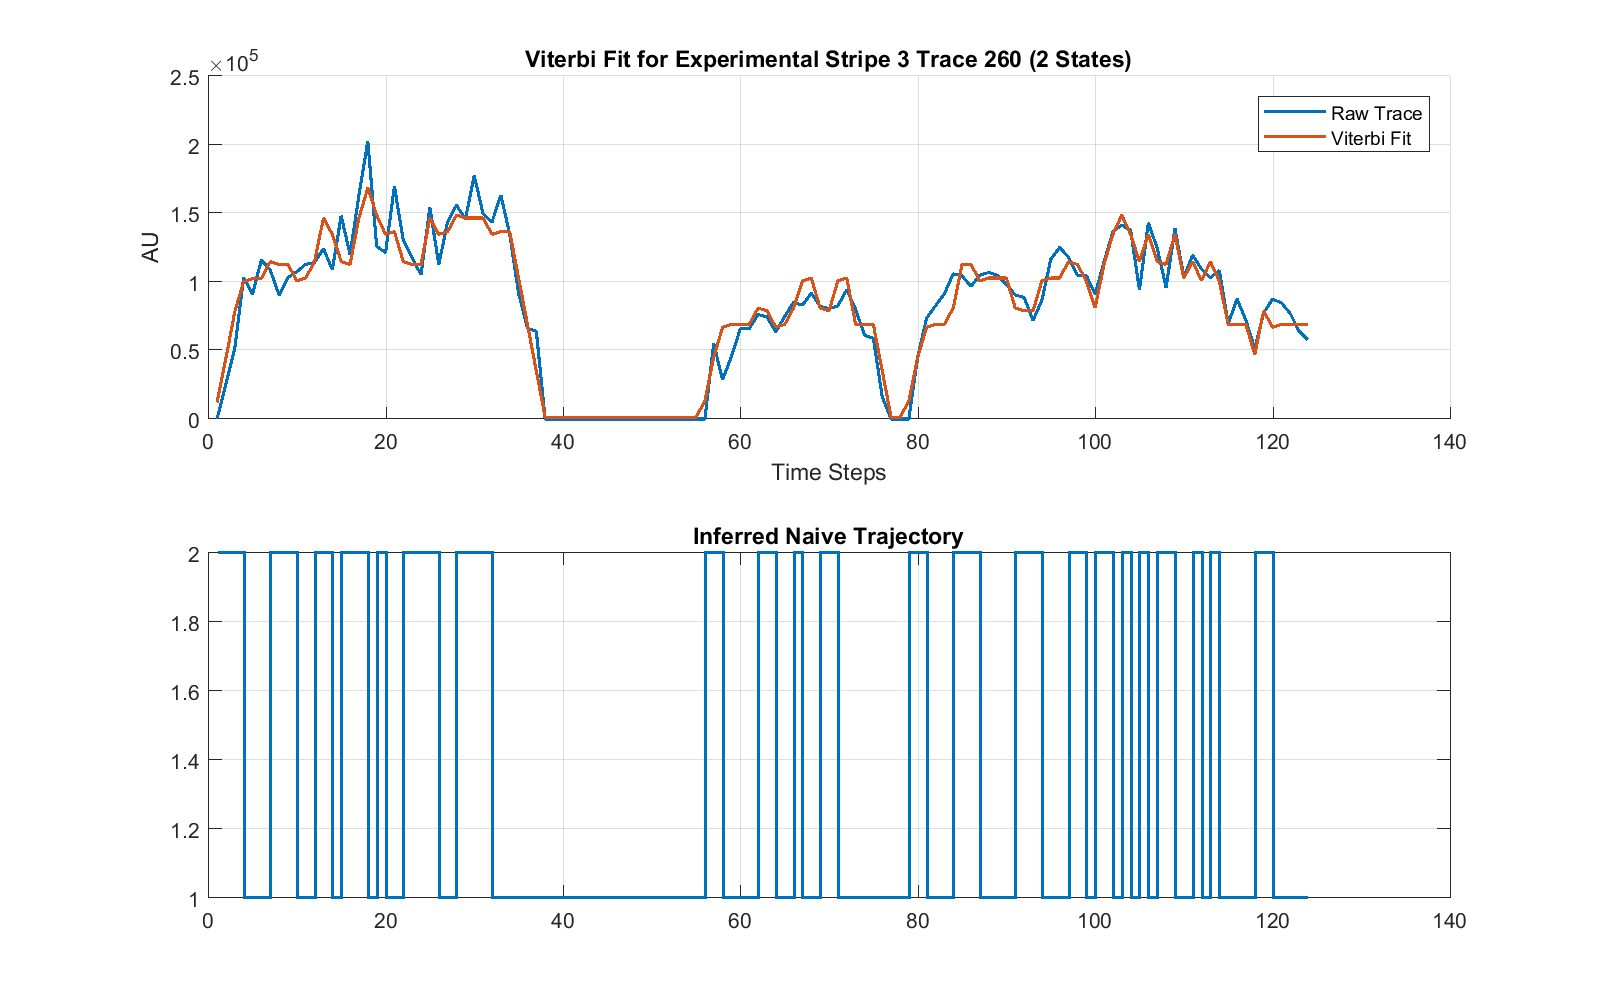 Viterbi Fit for Experimental Stripe 3 Trace 260 (2 States)
×10^5
2.5
2
1.5
1
0.5
0
AU
Raw Trace
Viterbi Fit
0 20 40 60 80 100 120 140
Time Steps
Inferred Naive Trajectory
2
1.8
1.6
1.4
1.2
1
0 20 40 60 80 100 120 140